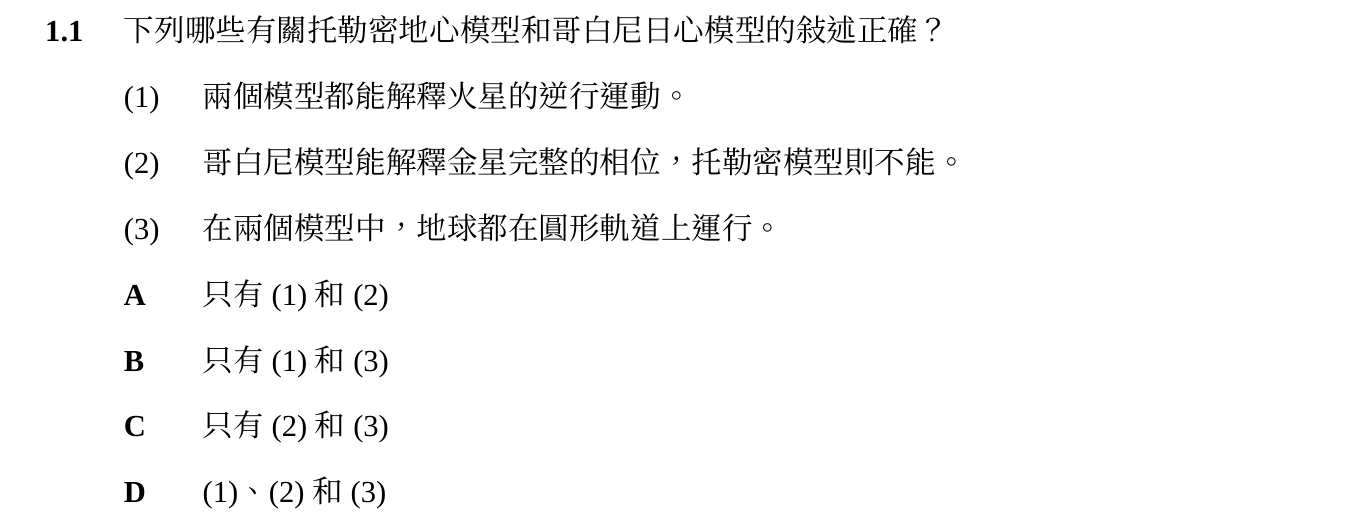 1.1 下列哪些有關托勒密地心模型和哥白尼日心模型的敍述正確？
(1) 兩個模型都能解釋火星的逆行運動。
(2) 哥白尼模型能解釋金星完整的相位，托勒密模型則不能。
(3) 在兩個模型中，地球都在圓形軌道上運行。
A 只有 (1) 和 (2)
B 只有 (1) 和 (3)
C 只有 (2) 和 (3)
D (1)、(2) 和 (3)